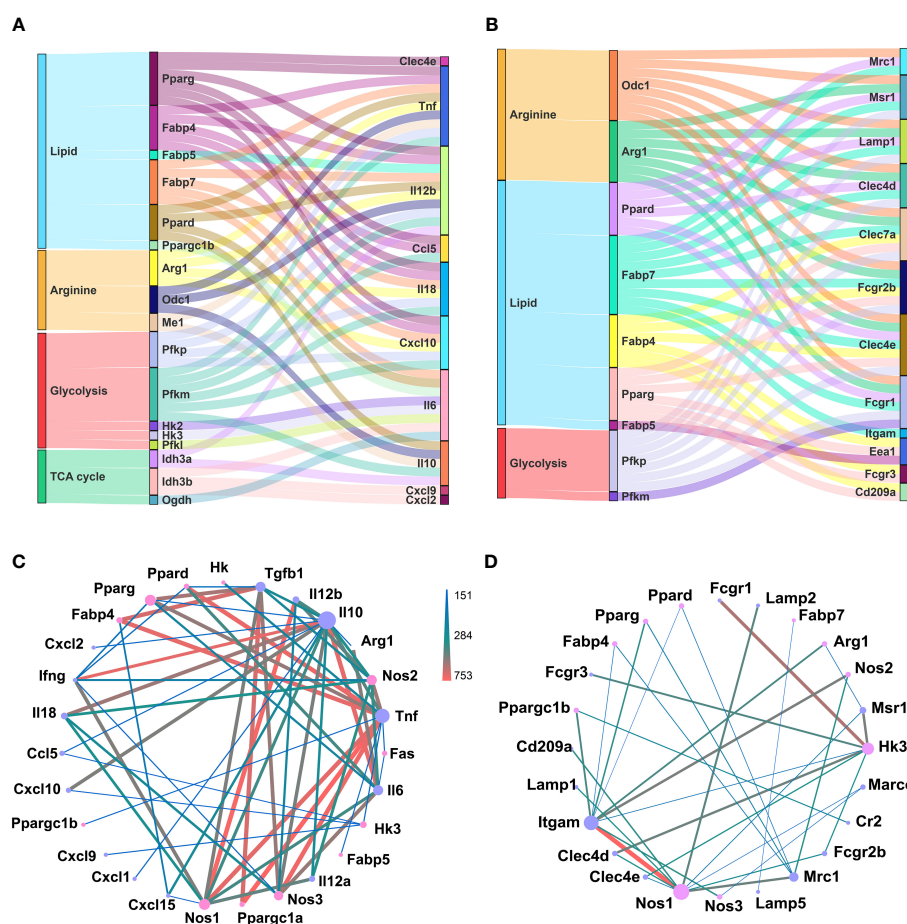 A
Lipid
Arginine
Glycolysis
TCA cycle
Pparg
Fabp4
Fabp5
Fabp7
Ppard
Ppargc1b
Arg1
Odc1
Me1
Pfkp
Pfkm
Hk2
Hk3
Pfkl
Idh3a
Idh3b
Ogdh
Clec4e
Tnf
Il12b
Ccl5
Il18
Cxcl10
Il6
Il10
Cxcl9
Cxcl2
B
Arginine
Lipid
Glycolysis
Odc1
Arg1
Ppard
Fabp7
Fabp4
Pparg
Fabp5
Pfkp
Pfkm
Mrc1
Msr1
Lamp1
Clec4d
Clec7a
Fcgr2b
Clec4e
Fcgr1
Itgam
Eea1
Fcgr3
Cd209a
C
Hk
Ppard
Tgfb1
Pparg
Il12b
Fabp4
Il10
Cxcl2
Arg1
Ifng
Nos2
Il18
Tnf
Ccl5
Fas
Cxcl10
Il6
Ppargc1b
Hk3
Cxcl9
Fabp5
Cxcl1
Il12a
Cxcl15
Nos3
Nos1
Ppargc1a
151
284
753
D
Fcgr1
Ppard
Lamp2
Pparg
Fabp7
Fabp4
Arg1
Fcgr3
Nos2
Ppargc1b
Msr1
Cd209a
Hk3
Lamp1
Marco
Itgam
Cr2
Clec4d
Fcgr2b
Clec4e
Mrc1
Nos1
Nos3
Lamp5